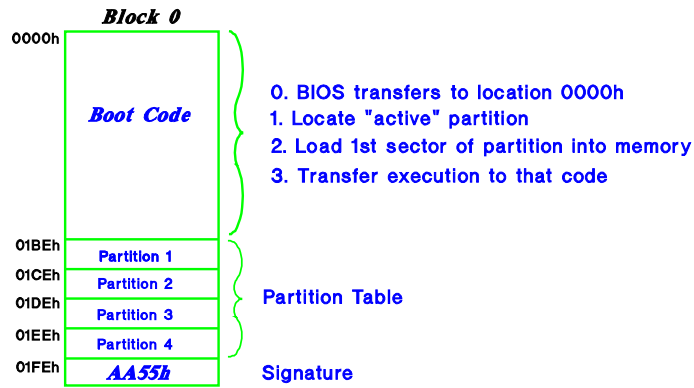 Block 0
0000h
Boot Code
0. BIOS transfers to location 0000h
1. Locate "active" partition
2. Load 1st sector of partition into memory
3. Transfer execution to that code
01BEh
Partition 1
01CEh
Partition 2
01DEh
Partition 3
Partition Table
01EEh
Partition 4
01FEh
AA55h
Signature